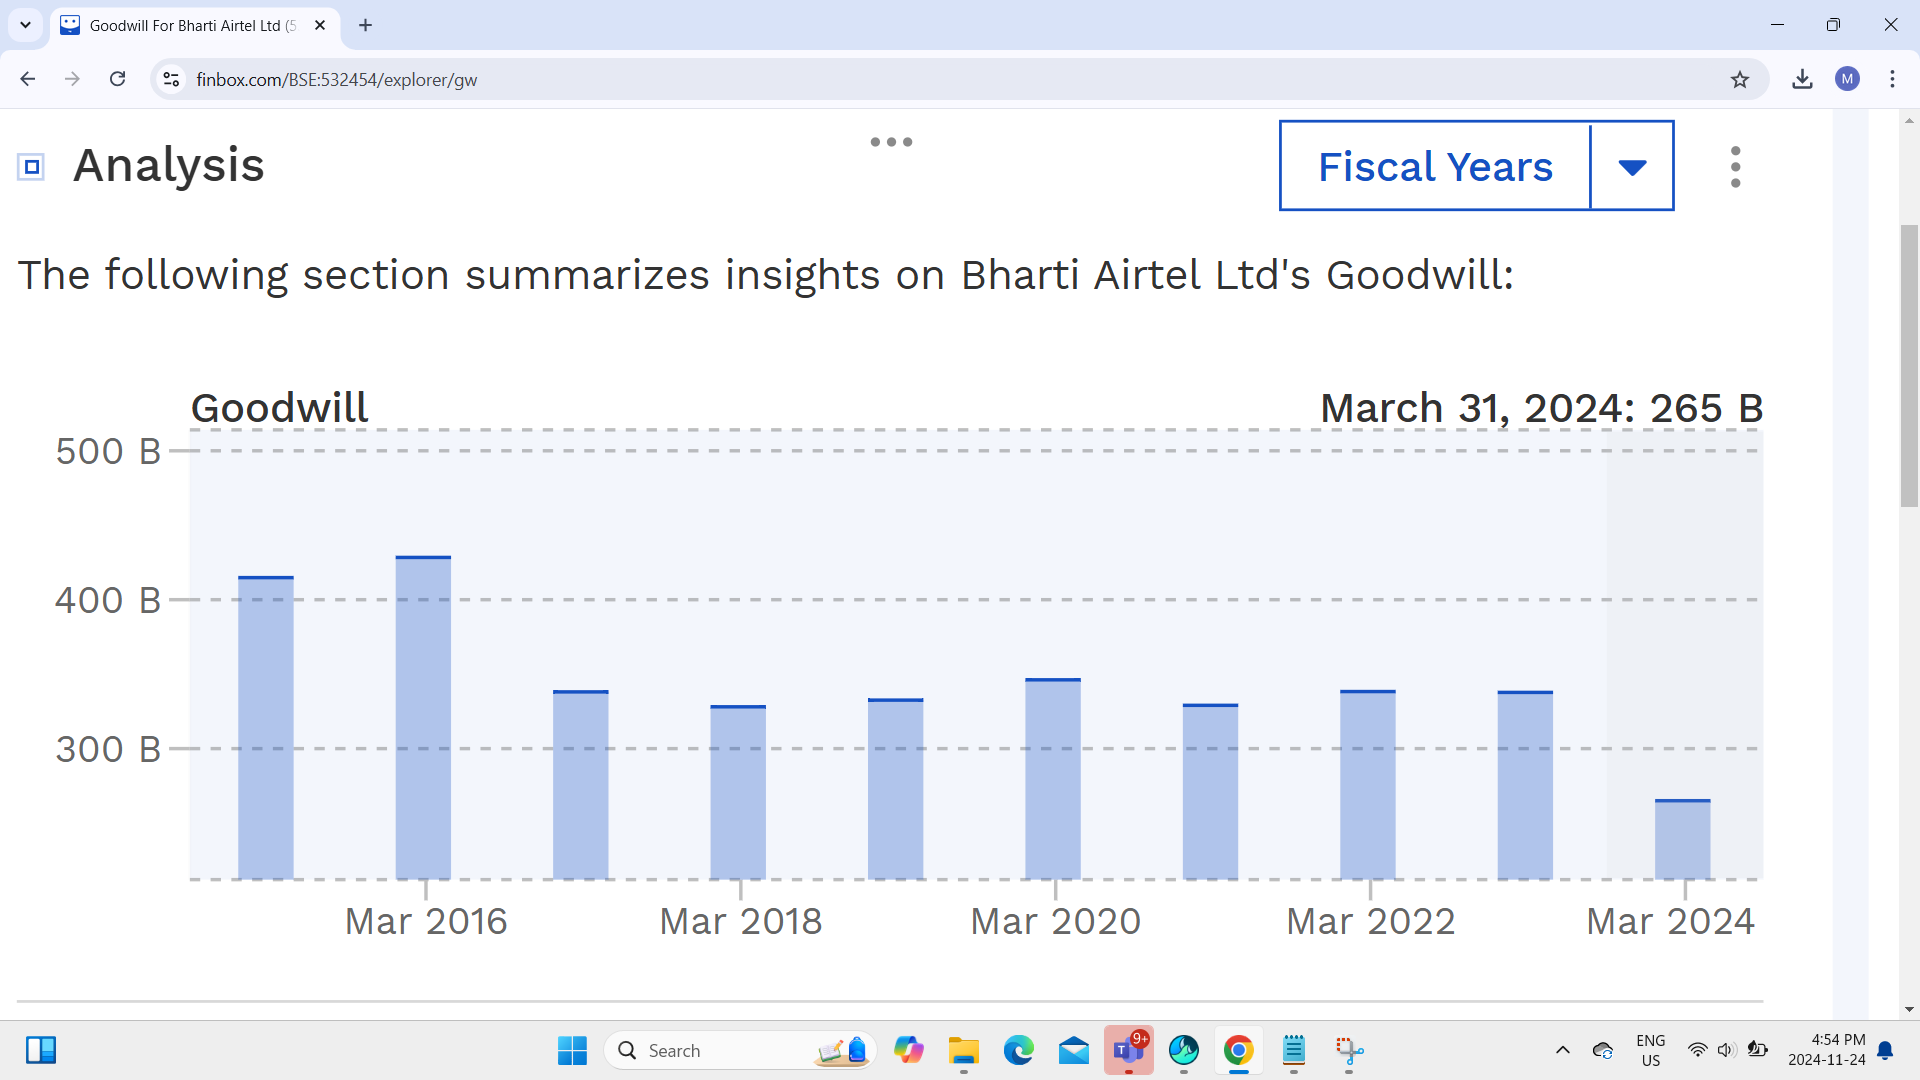 Goodwill For Bharti Airtel Ltd (5
finbox.com/BSE:532454/explorer/gw
M
Analysis
Fiscal Years
The following section summarizes insights on Bharti Airtel Ltd's Goodwill:
Goodwill
March 31, 2024: 265 B
500 B
400 B
300 B
Mar 2016
Mar 2018
Mar 2020
Mar 2022
Mar 2024
Search
T
9+
ENG
US
4:54 PM
2024-11-24